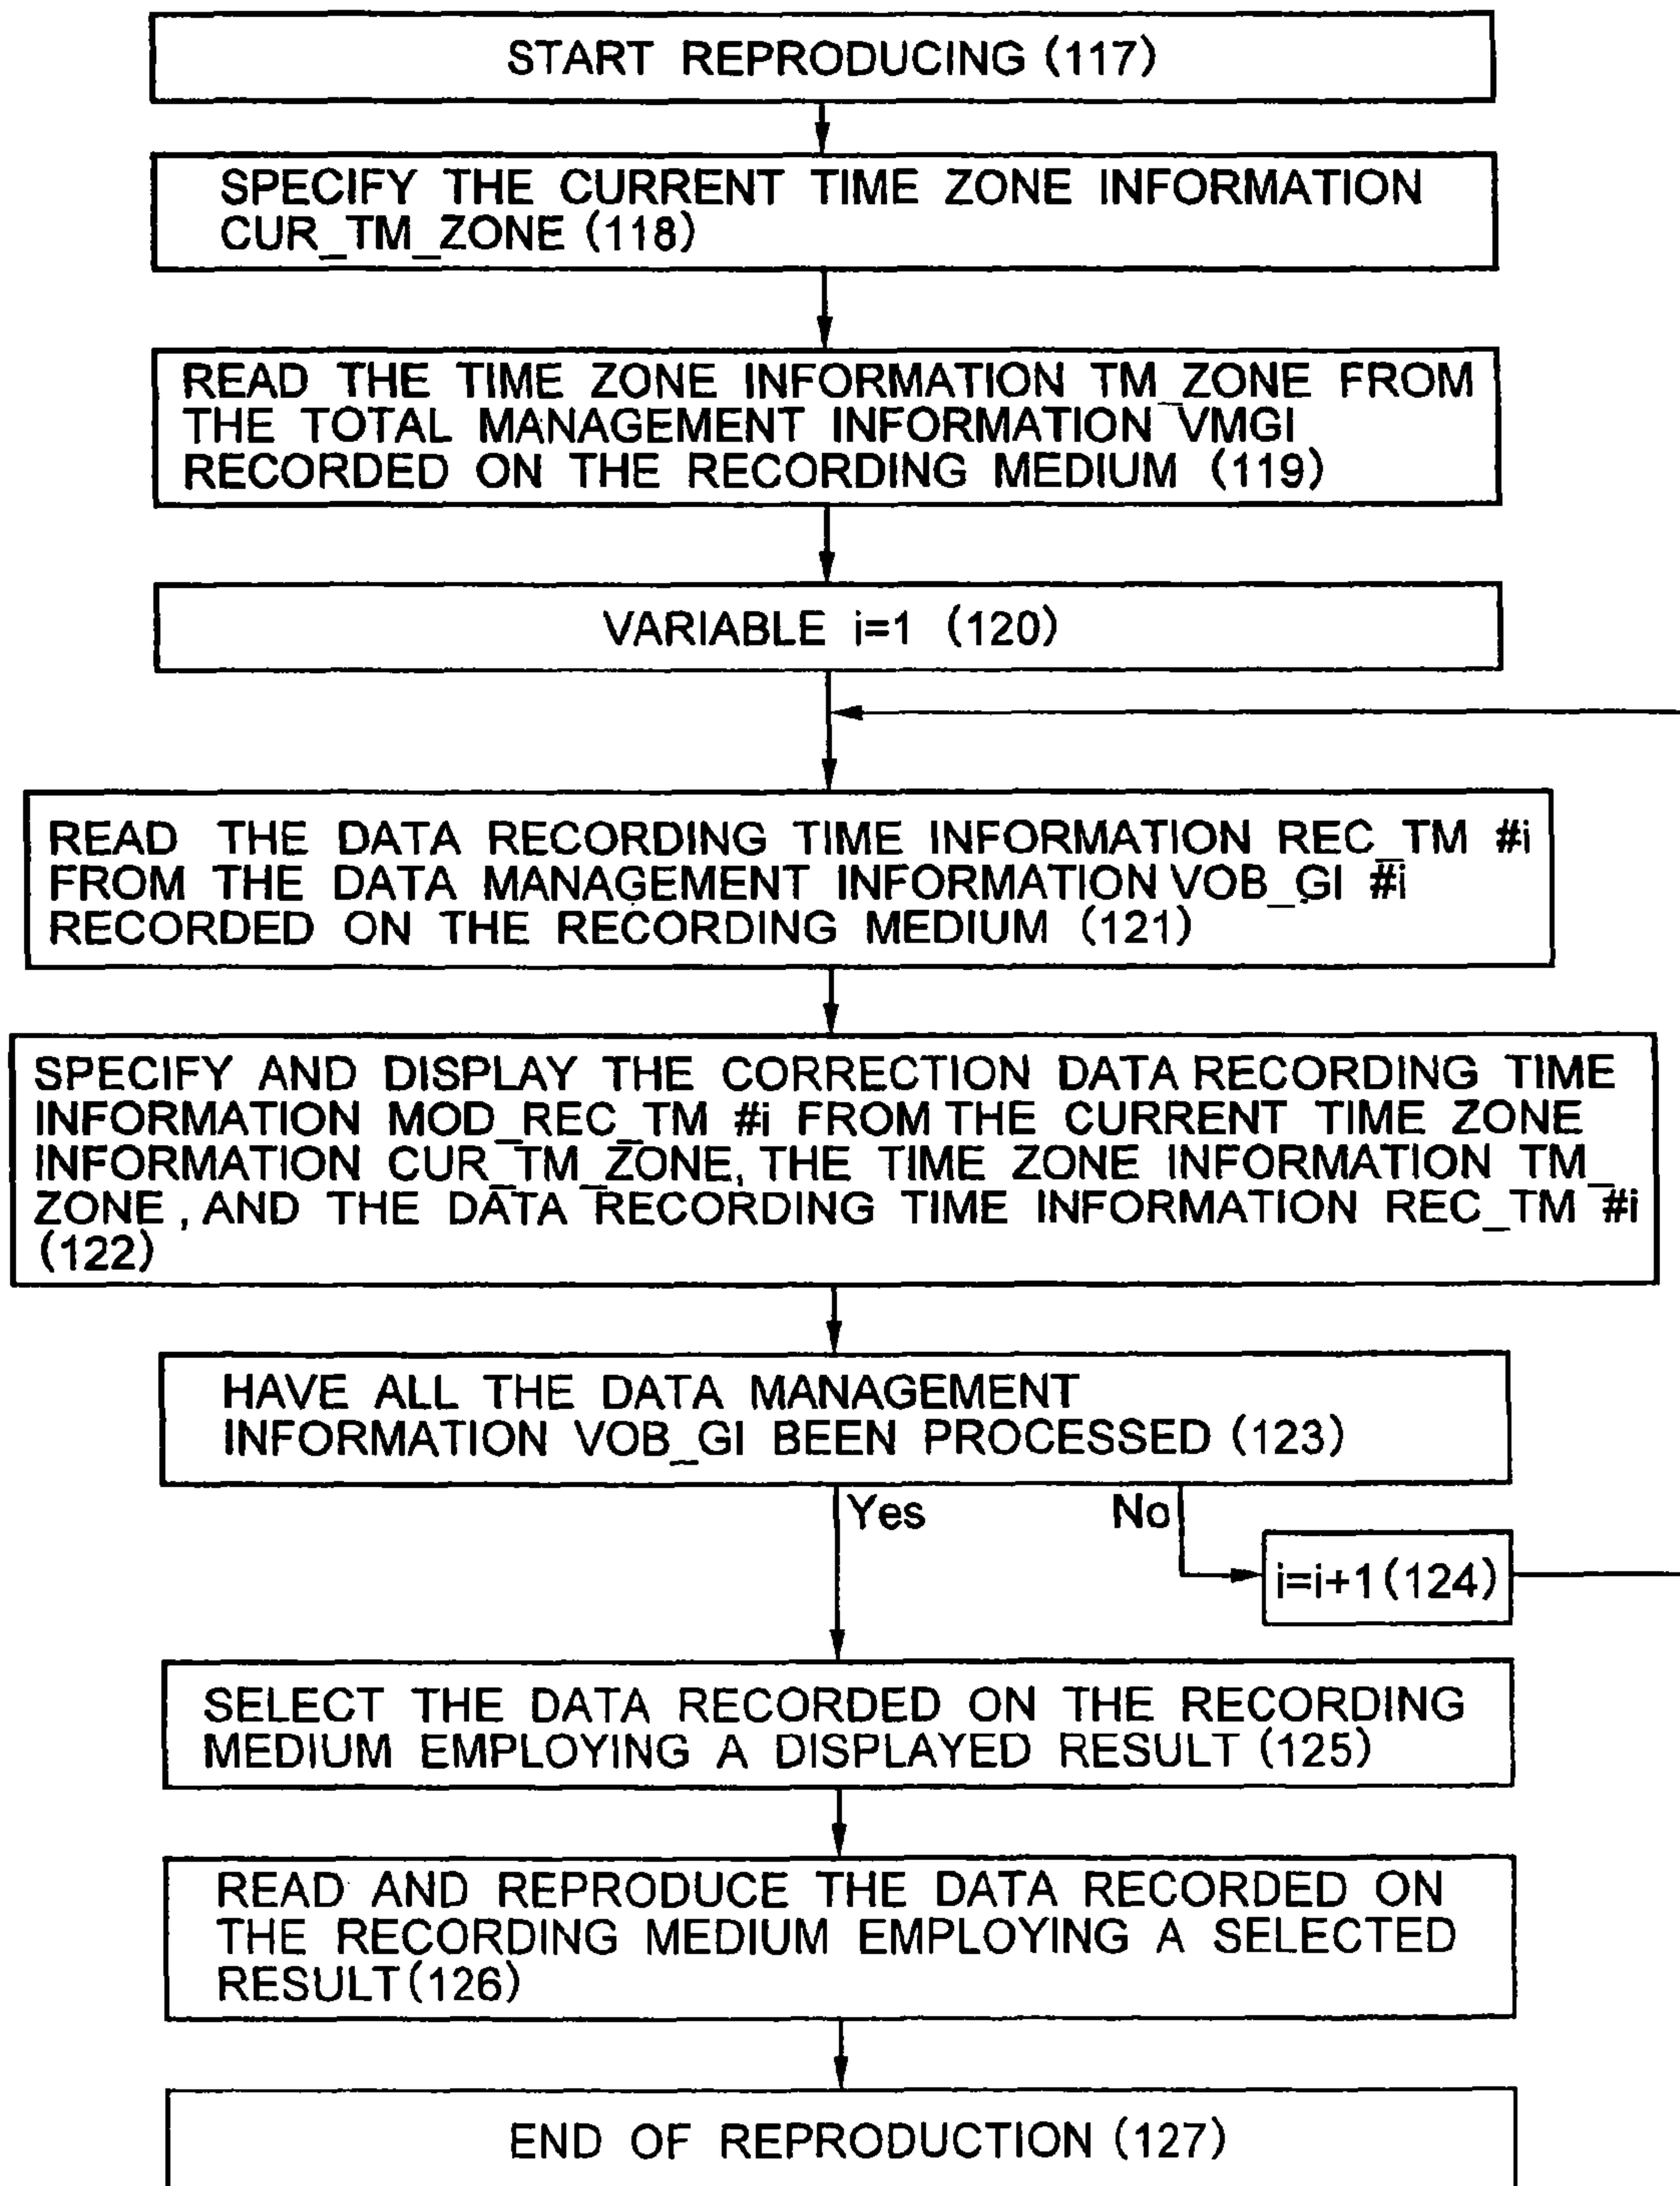 START REPRODUCING (117)
SPECIFY THE CURRENT TIME ZONE INFORMATION
CUR_TM_ZONE (118)
READ THE TIME ZONE INFORMATION TM_ZONE FROM
THE TOTAL MANAGEMENT INFORMATION VMGI
RECORDED ON THE RECORDING MEDIUM (119)
VARIABLE i=1 (120)
READ THE DATA RECORDING TIME INFORMATION REC_TM #i
FROM THE DATA MANAGEMENT INFORMATION VOB_GI #i
RECORDED ON THE RECORDING MEDIUM (121)
SPECIFY AND DISPLAY THE CORRECTION DATA RECORDING TIME
INFORMATION MOD_REC_TM #i FROM THE CURRENT TIME ZONE
INFORMATION CUR_TM_ZONE, THE TIME ZONE INFORMATION TM_
ZONE, AND THE DATA RECORDING TIME INFORMATION REC_TM #i
(122)
HAVE ALL THE DATA MANAGEMENT
INFORMATION VOB_GI BEEN PROCESSED (123)
Yes No
i=i+1 (124)
SELECT THE DATA RECORDED ON THE RECORDING
MEDIUM EMPLOYING A DISPLAYED RESULT (125)
READ AND REPRODUCE THE DATA RECORDED ON
THE RECORDING MEDIUM EMPLOYING A SELECTED
RESULT (126)
END OF REPRODUCTION (127)